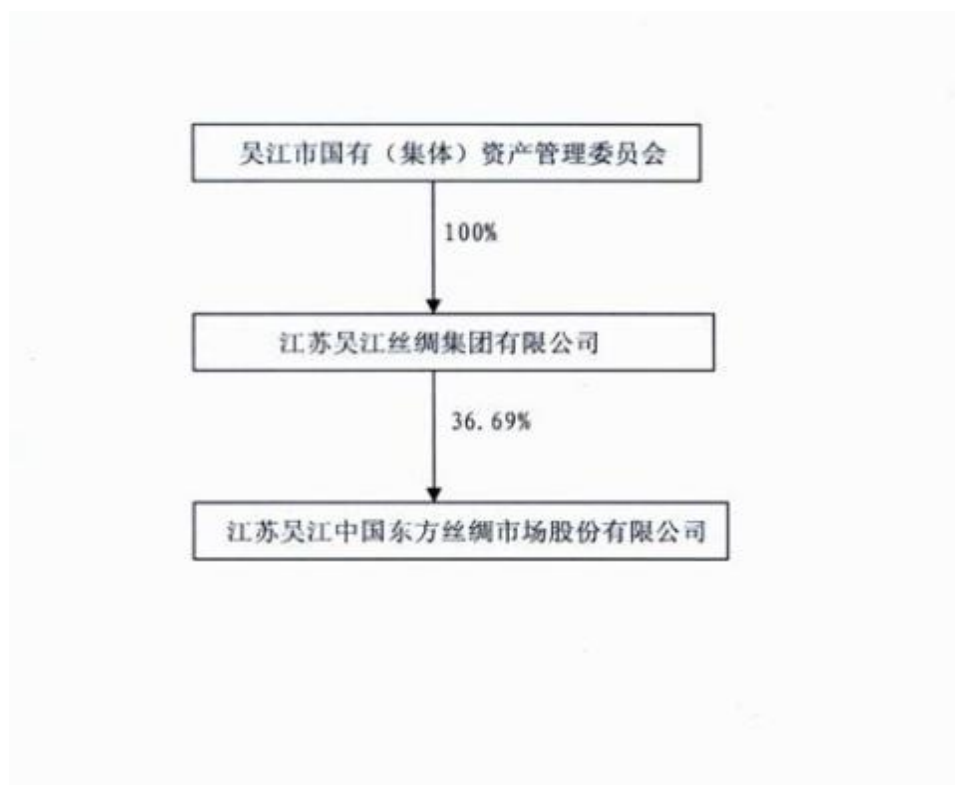 吴江市国有（集体）资产管理委员会
100%
江苏吴江丝绸集团有限公司
36.69%
江苏吴江中国东方丝绸市场股份有限公司